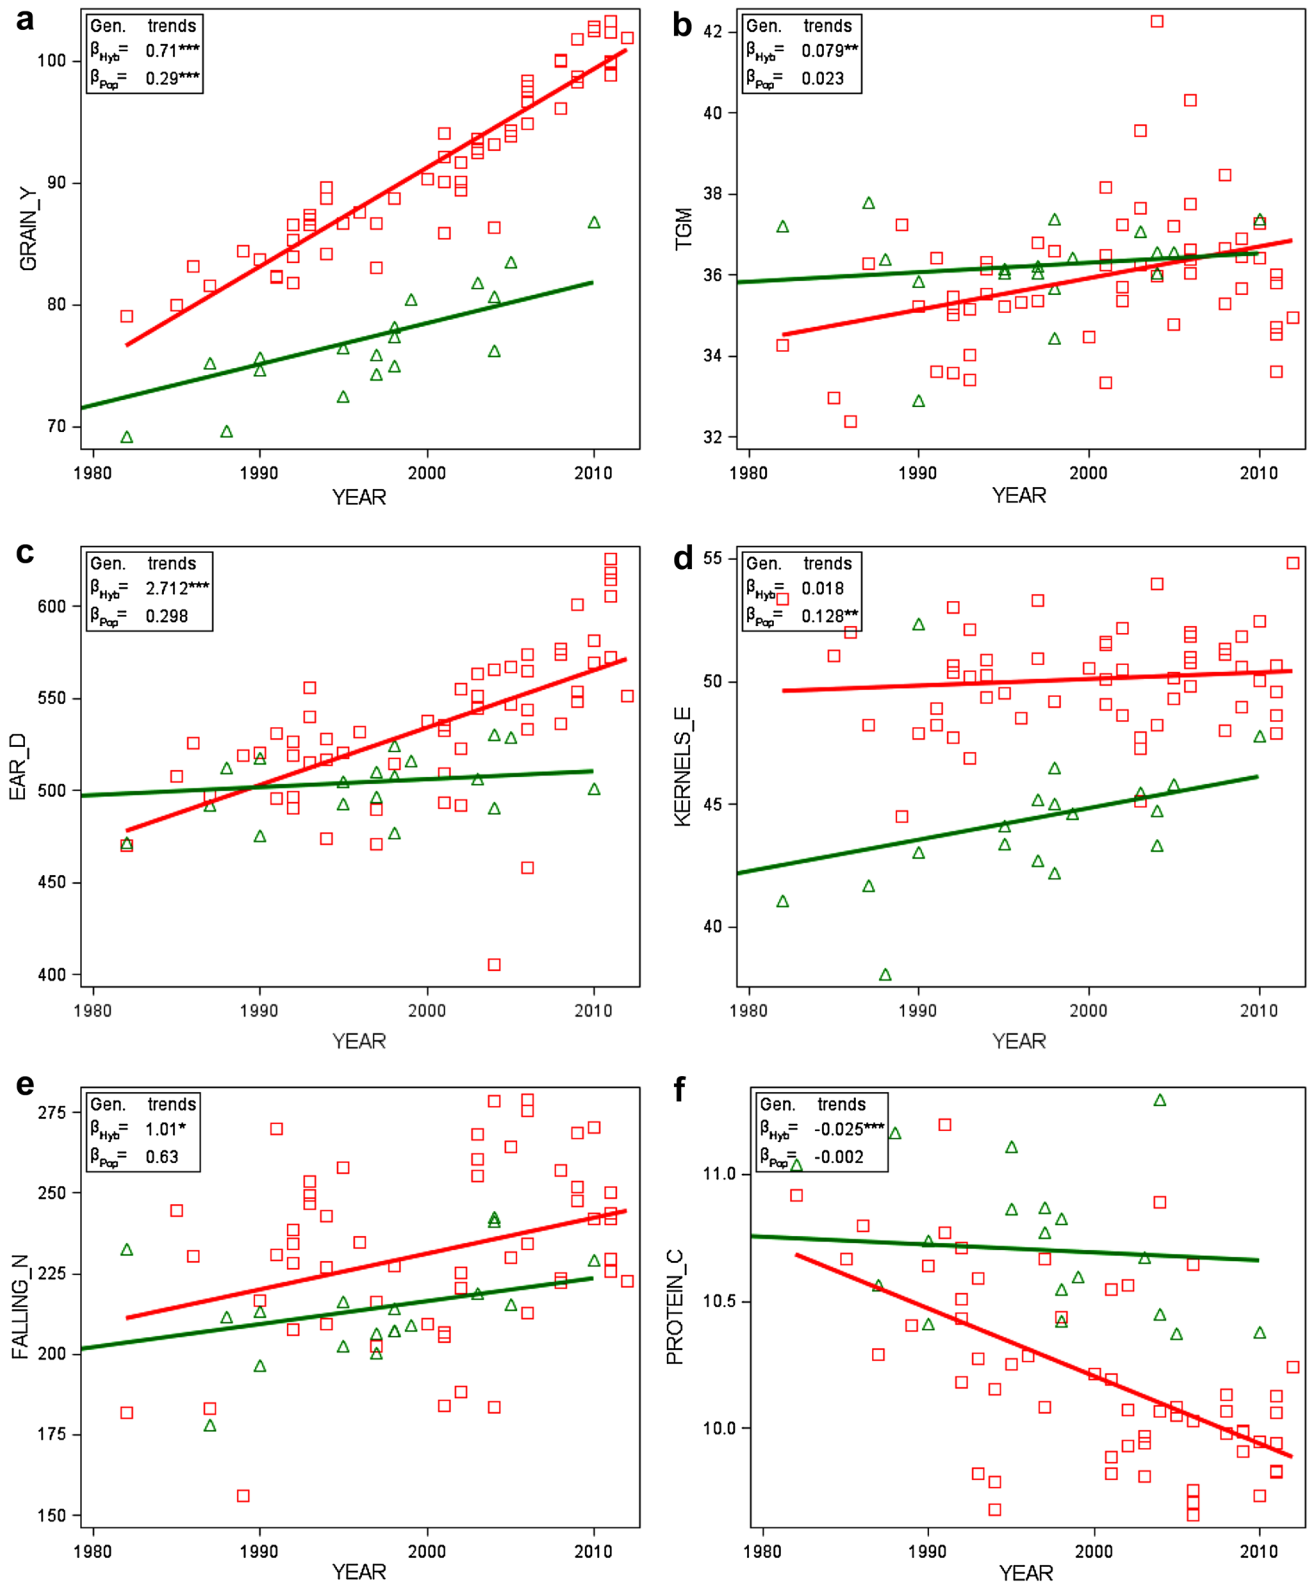 a
Gen. trends
βHyb= 0.71***
βPop= 0.29***
GRAIN_Y
100
90
80
70
1980 1990 2000 2010
YEAR
b
Gen. trends
βHyb= 0.079**
βPop= 0.023
TGM
42
40
38
36
34
32
1980 1990 2000 2010
YEAR
c
Gen. trends
βHyb= 2.712***
βPop= 0.298
EAR_D
600
550
500
450
400
1980 1990 2000 2010
YEAR
d
Gen. trends
βHyb= 0.018
βPop= 0.128**
KERNELS_E
55
50
45
40
1980 1990 2000 2010
YEAR
e
Gen. trends
βHyb= 1.01*
βPop= 0.63
FALLING_N
275
250
225
200
175
150
1980 1990 2000 2010
YEAR
f
Gen. trends
βHyb= -0.025***
βPop= -0.002
PROTEIN_C
11.0
10.5
10.0
1980 1990 2000 2010
YEAR